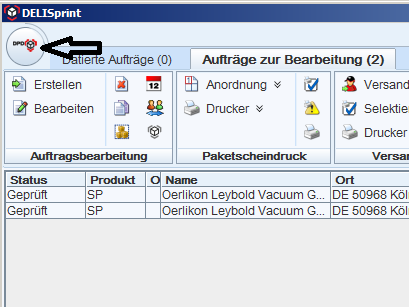 DELISprint
DPD
Datierte Aufträge (0)
Aufträge zur Bearbeitung (2)
Erstellen
12
Anordnung
Versand
Bearbeiten
Drucker
Selektie
Drucker
Auftragsbearbeitung
Paketscheindruck
Versan
Status Produkt O Name Ort
Geprüft SP Oerlikon Leybold Vacuum G... DE 50968 Köl
Geprüft SP Oerlikon Leybold Vacuum G... DE 50968 Köl